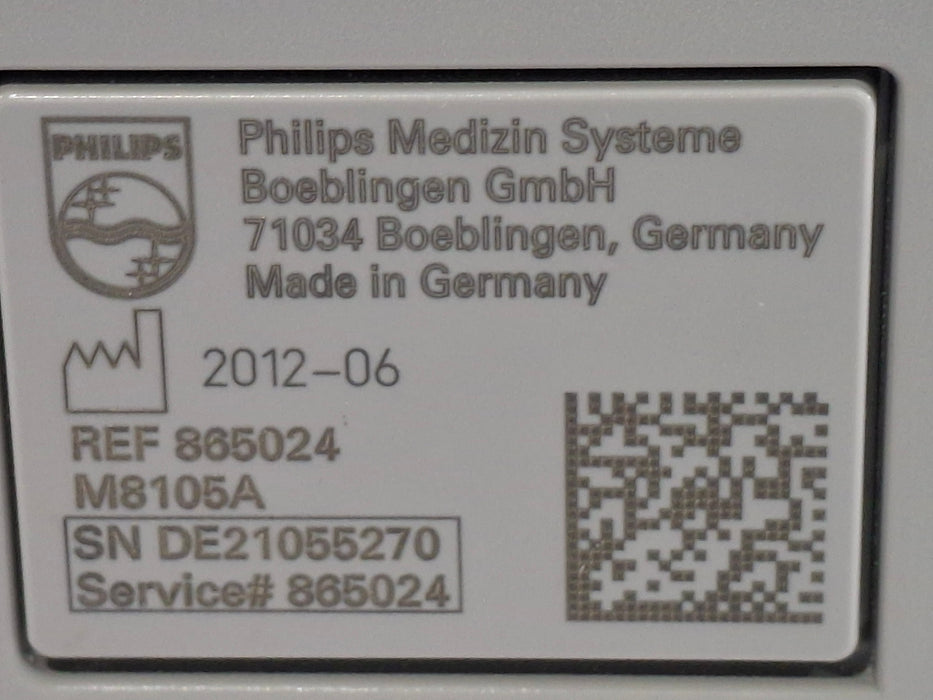 PHILIPS
Philips Medizin Systeme
Boeblingen GmbH
71034 Boeblingen, Germany
Made in Germany
2012-06
REF 865024
M8105A
SN DE21055270
Service# 865024